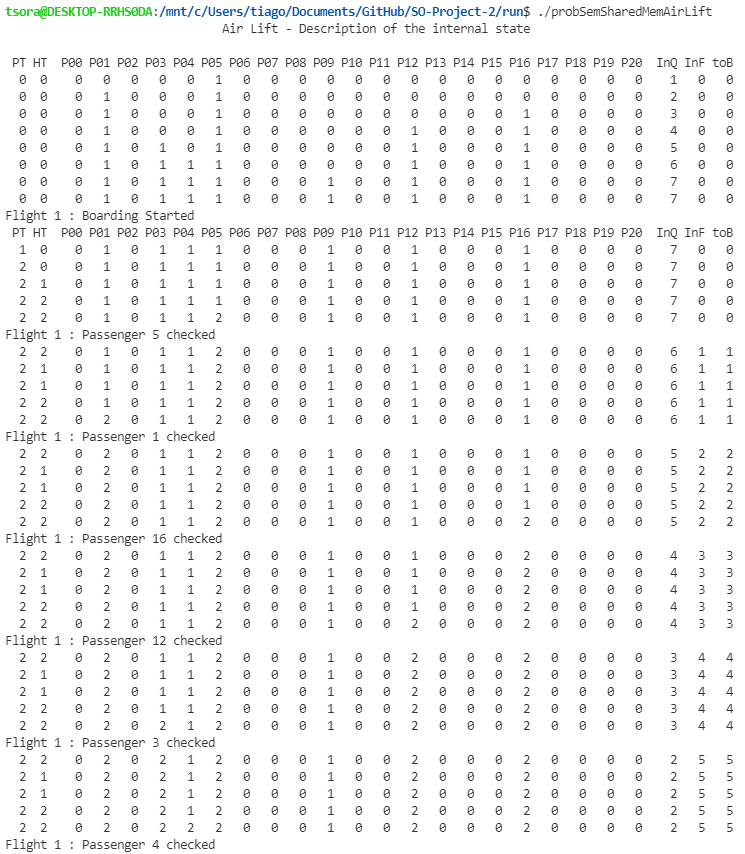 tsora@DESKTOP-RRHS0DA:/mnt/c/Users/tiago/Documents/GitHub/SO-Project-2/run$ ./probSemSharedMemAirLift
Air Lift - Description of the internal state
PT HT P00 P01 P02 P03 P04 P05 P06 P07 P08 P09 P10 P11 P12 P13 P14 P15 P16 P17 P18 P19 P20 InQ InF toB
0 0 0 0 0 0 0 1 0 0 0 0 0 0 0 0 0 0 0 0 0 0 0 1 0 0
0 0 0 1 0 0 0 1 0 0 0 0 0 0 0 0 0 0 0 0 0 0 0 2 0 0
0 0 0 1 0 0 0 1 0 0 0 0 0 0 0 0 0 0 1 0 0 0 0 3 0 0
0 0 0 1 0 0 0 1 0 0 0 0 0 0 1 0 0 0 1 0 0 0 0 4 0 0
0 0 0 1 0 1 0 1 0 0 0 0 0 0 1 0 0 0 1 0 0 0 0 5 0 0
0 0 0 1 0 1 1 1 0 0 0 0 0 0 1 0 0 0 1 0 0 0 0 6 0 0
0 0 0 1 0 1 1 1 0 0 0 1 0 0 1 0 0 0 1 0 0 0 0 7 0 0
0 0 0 1 0 1 1 1 0 0 0 1 0 0 1 0 0 0 1 0 0 0 0 7 0 0
Flight 1 : Boarding Started
PT HT P00 P01 P02 P03 P04 P05 P06 P07 P08 P09 P10 P11 P12 P13 P14 P15 P16 P17 P18 P19 P20 InQ InF toB
1 0 0 1 0 1 1 1 0 0 0 1 0 0 1 0 0 0 1 0 0 0 0 7 0 0
2 0 0 1 0 1 1 1 0 0 0 1 0 0 1 0 0 0 1 0 0 0 0 7 0 0
2 1 0 1 0 1 1 1 0 0 0 1 0 0 1 0 0 0 1 0 0 0 0 7 0 0
2 2 0 1 0 1 1 1 0 0 0 1 0 0 1 0 0 0 1 0 0 0 0 7 0 0
2 2 0 1 0 1 1 2 0 0 0 1 0 0 1 0 0 0 1 0 0 0 0 7 0 0
Flight 1 : Passenger 5 checked
2 2 0 1 0 1 1 2 0 0 0 1 0 0 1 0 0 0 1 0 0 0 0 6 1 1
2 1 0 1 0 1 1 2 0 0 0 1 0 0 1 0 0 0 1 0 0 0 0 6 1 1
2 1 0 1 0 1 1 2 0 0 0 1 0 0 1 0 0 0 1 0 0 0 0 6 1 1
2 2 0 1 0 1 1 2 0 0 0 1 0 0 1 0 0 0 1 0 0 0 0 6 1 1
2 2 0 2 0 1 1 2 0 0 0 1 0 0 1 0 0 0 1 0 0 0 0 6 1 1
Flight 1 : Passenger 1 checked
2 2 0 2 0 1 1 2 0 0 0 1 0 0 1 0 0 0 1 0 0 0 0 5 2 2
2 1 0 2 0 1 1 2 0 0 0 1 0 0 1 0 0 0 1 0 0 0 0 5 2 2
2 1 0 2 0 1 1 2 0 0 0 1 0 0 1 0 0 0 1 0 0 0 0 5 2 2
2 2 0 2 0 1 1 2 0 0 0 1 0 0 1 0 0 0 1 0 0 0 0 5 2 2
2 2 0 2 0 1 1 2 0 0 0 1 0 0 1 0 0 0 2 0 0 0 0 5 2 2
Flight 1 : Passenger 16 checked
2 2 0 2 0 1 1 2 0 0 0 1 0 0 1 0 0 0 2 0 0 0 0 4 3 3
2 1 0 2 0 1 1 2 0 0 0 1 0 0 1 0 0 0 2 0 0 0 0 4 3 3
2 1 0 2 0 1 1 2 0 0 0 1 0 0 1 0 0 0 2 0 0 0 0 4 3 3
2 2 0 2 0 1 1 2 0 0 0 1 0 0 1 0 0 0 2 0 0 0 0 4 3 3
2 2 0 2 0 1 1 2 0 0 0 1 0 0 2 0 0 0 2 0 0 0 0 4 3 3
Flight 1 : Passenger 12 checked
2 2 0 2 0 1 1 2 0 0 0 1 0 0 2 0 0 0 2 0 0 0 0 3 4 4
2 1 0 2 0 1 1 2 0 0 0 1 0 0 2 0 0 0 2 0 0 0 0 3 4 4
2 1 0 2 0 1 1 2 0 0 0 1 0 0 2 0 0 0 2 0 0 0 0 3 4 4
2 2 0 2 0 1 1 2 0 0 0 1 0 0 2 0 0 0 2 0 0 0 0 3 4 4
2 2 0 2 0 2 1 2 0 0 0 1 0 0 2 0 0 0 2 0 0 0 0 3 4 4
Flight 1 : Passenger 3 checked
2 2 0 2 0 2 1 2 0 0 0 1 0 0 2 0 0 0 2 0 0 0 0 2 5 5
2 1 0 2 0 2 1 2 0 0 0 1 0 0 2 0 0 0 2 0 0 0 0 2 5 5
2 1 0 2 0 2 1 2 0 0 0 1 0 0 2 0 0 0 2 0 0 0 0 2 5 5
2 2 0 2 0 2 1 2 0 0 0 1 0 0 2 0 0 0 2 0 0 0 0 2 5 5
2 2 0 2 0 2 2 2 0 0 0 1 0 0 2 0 0 0 2 0 0 0 0 2 5 5
Flight 1 : Passenger 4 checked